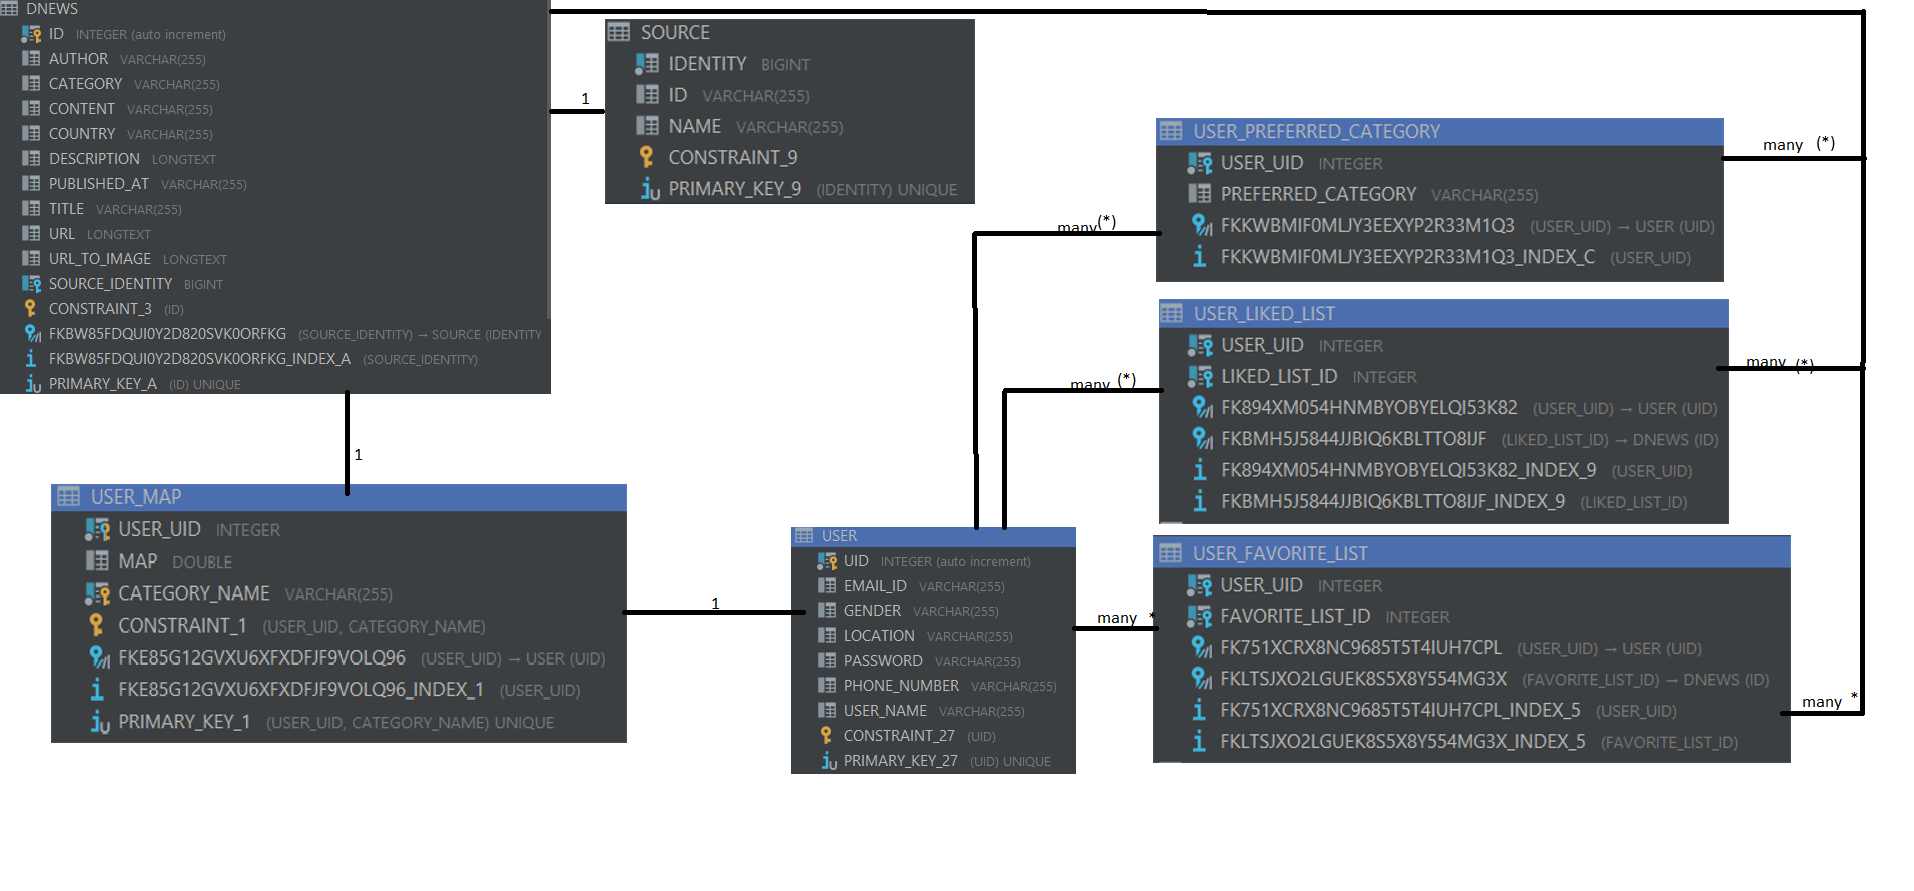 DNEWS
ID INTEGER (auto increment)
AUTHOR VARCHAR(255)
CATEGORY VARCHAR(255)
CONTENT VARCHAR(255)
COUNTRY VARCHAR(255)
DESCRIPTION LONGTEXT
PUBLISHED_AT VARCHAR(255)
TITLE VARCHAR(255)
URL LONGTEXT
URL_TO_IMAGE LONGTEXT
SOURCE_IDENTITY BIGINT
CONSTRAINT_3 (ID)
FKBW85FDQUI0Y2D820SVK0ORFKG (SOURCE_IDENTITY) → SOURCE (IDENTITY
FKBW85FDQUI0Y2D820SVK0ORFKG_INDEX_A (SOURCE_IDENTITY)
PRIMARY_KEY_A (ID) UNIQUE
1
SOURCE
IDENTITY BIGINT
ID VARCHAR(255)
NAME VARCHAR(255)
CONSTRAINT_9
PRIMARY_KEY_9 (IDENTITY) UNIQUE
USER_PREFERRED_CATEGORY
USER_UID INTEGER
PREFERRED_CATEGORY VARCHAR(255)
FKKWBMIF0MLJY3EEXYP2R33M1Q3 (USER_UID) → USER (UID)
FKKWBMIF0MLJY3EEXYP2R33M1Q3_INDEX_C (USER_UID)
many (*)
many(*)
USER_LIKED_LIST
USER_UID INTEGER
LIKED_LIST_ID INTEGER
FK894XM054HNMBYOBYELQI53K82 (USER_UID) → USER (UID)
FKBMH5J5844JJBIQ6KBLTTO8IJF (LIKED_LIST_ID) → DNEWS (ID)
FK894XM054HNMBYOBYELQI53K82_INDEX_9 (USER_UID)
FKBMH5J5844JJBIQ6KBLTTO8IJF_INDEX_9 (LIKED_LIST_ID)
many (*)
many (*)
1
USER_MAP
USER_UID INTEGER
MAP DOUBLE
CATEGORY_NAME VARCHAR(255)
CONSTRAINT_1 (USER_UID, CATEGORY_NAME)
FKE85G12GVXU6XFXDFJF9VOLQ96 (USER_UID) → USER (UID)
FKE85G12GVXU6XFXDFJF9VOLQ96_INDEX_1 (USER_UID)
PRIMARY_KEY_1 (USER_UID, CATEGORY_NAME) UNIQUE
1
USER
UID INTEGER (auto increment)
EMAIL_ID VARCHAR(255)
GENDER VARCHAR(255)
LOCATION VARCHAR(255)
PASSWORD VARCHAR(255)
PHONE_NUMBER VARCHAR(255)
USER_NAME VARCHAR(255)
CONSTRAINT_27 (UID)
PRIMARY_KEY_27 (UID) UNIQUE
many *
USER_FAVORITE_LIST
USER_UID INTEGER
FAVORITE_LIST_ID INTEGER
FK751XCRX8NC9685T5T4IUH7CPL (USER_UID) → USER (UID)
FKLTSJXO2LGUEK8S5X8Y554MG3X (FAVORITE_LIST_ID) → DNEWS (ID)
FK751XCRX8NC9685T5T4IUH7CPL_INDEX_5 (USER_UID)
FKLTSJXO2LGUEK8S5X8Y554MG3X_INDEX_5 (FAVORITE_LIST_ID)
many *